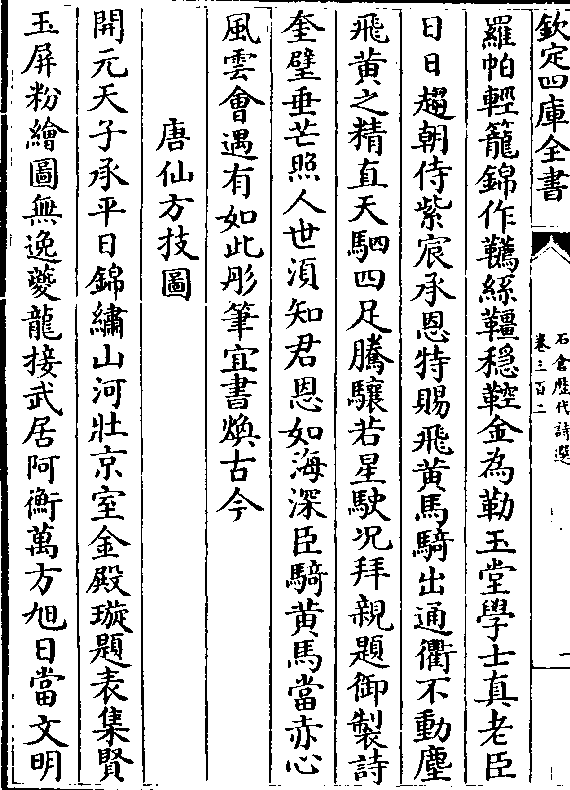 欽定四庫全書
石倉歷代詩選
卷三百二
一
羅帕輕籠錦作韉絲韁穩鞚金為勒玉堂學士真老臣
日日趨朝侍紫宸承恩特賜飛黃馬騎出通衢不動塵
飛黃之精直天駟四足騰驤若星駛况拜親題御製詩
奎璧垂芒照人世湏知君恩如海深臣騎黃馬當赤心
風雲會遇有如此彤筆宜書煥古今
唐仙方技圖
開元天子承平日錦繡山河壯京室金殿璇題表集賢
玉屏粉繪圖無逸夔龍接武居阿衡萬方旭日當文明